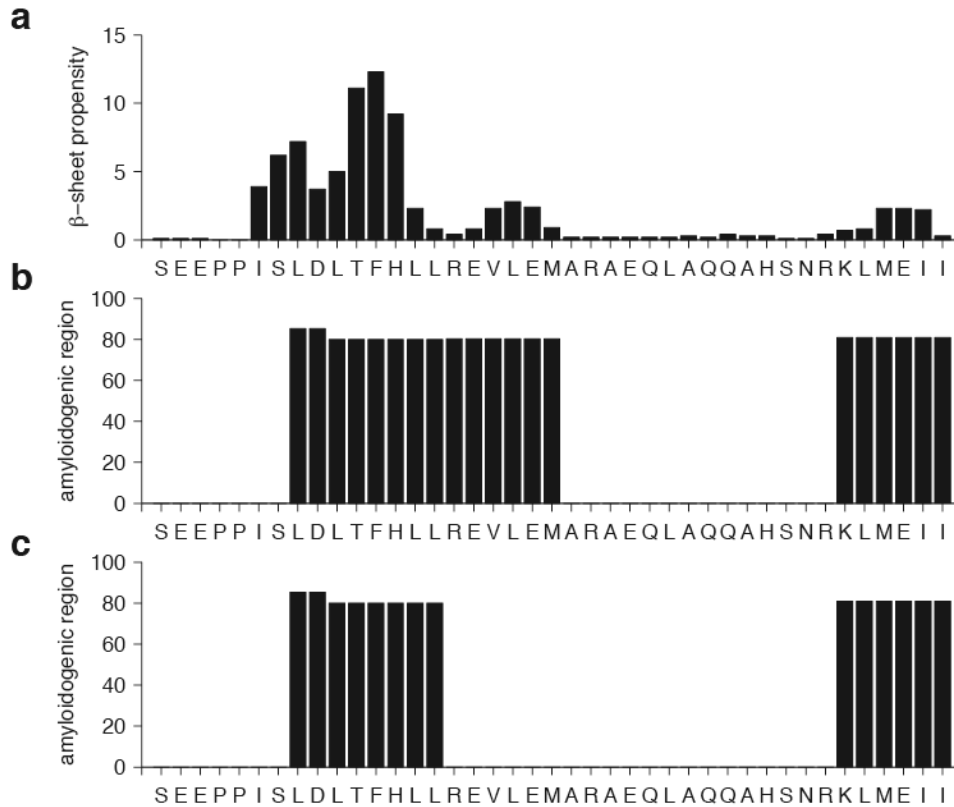 a
β-sheet propensity
15
10
5
0
S E E P P I S L D L T F H L L R E V L E M A R A E Q L A Q Q A H S N R K L M E I I
b
amyloidogenic region
100
80
60
40
20
0
S E E P P I S L D L T F H L L R E V L E M A R A E Q L A Q Q A H S N R K L M E I I
c
amyloidogenic region
100
80
60
40
20
0
S E E P P I S L D L T F H L L R E V L E M A R A E Q L A Q Q A H S N R K L M E I I